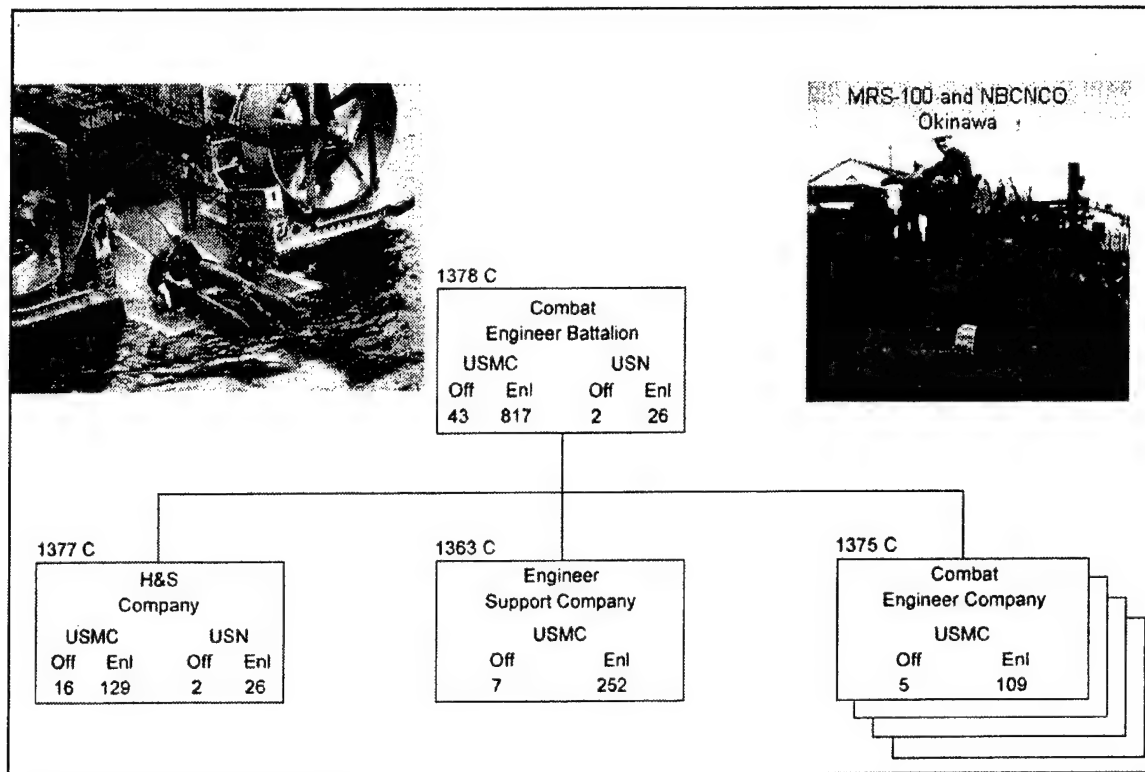 MRS-100 and NBCNCO
Okinawa
1378 C
Combat
Engineer Battalion
USMC USN
Off Enl Off Enl
43 817 2 26
1377 C
H&S
Company
USMC USN
Off Enl Off Enl
16 129 2 26
1363 C
Engineer
Support Company
USMC
Off Enl
7 252
1375 C
Combat
Engineer Company
USMC
Off Enl
5 109